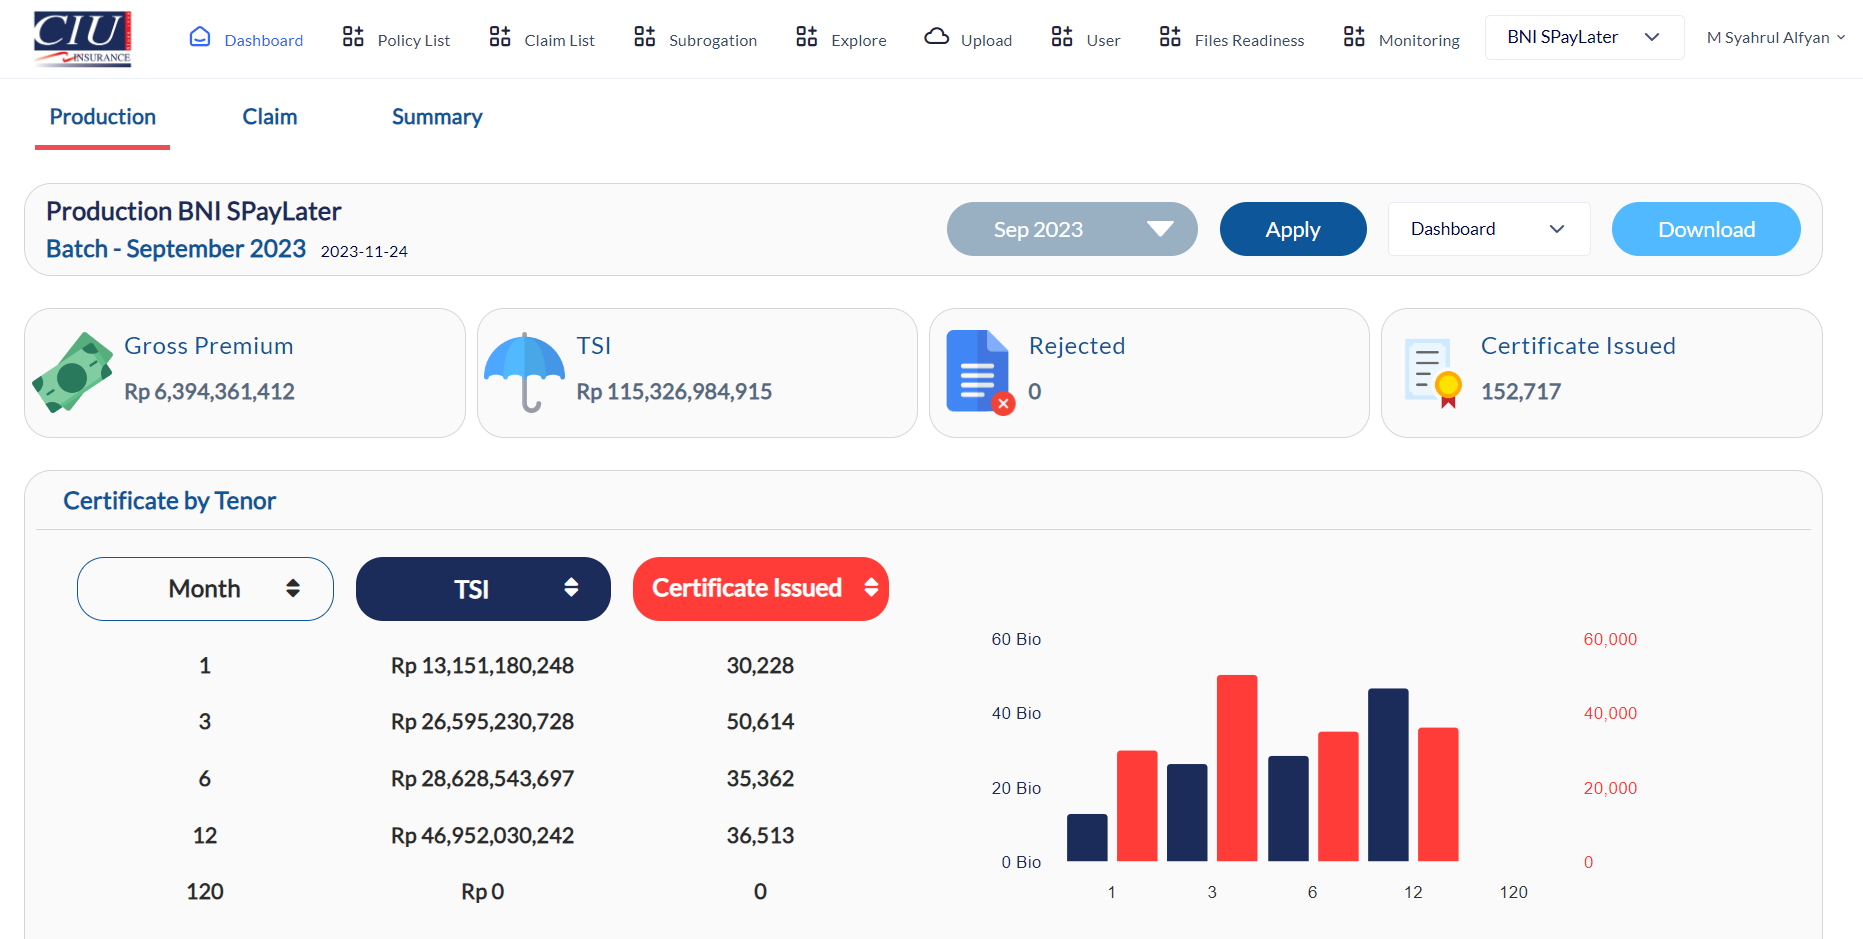 CIU
INSURANCE
Dashboard Policy List Claim List Subrogation Explore Upload User Files Readiness Monitoring BNI SPayLater M Syahrul Alfyan
Production Claim Summary
Production BNI SPayLater
Batch - September 2023 2023-11-24
Sep 2023 Apply Dashboard Download
Gross Premium
Rp 6,394,361,412
TSI
Rp 115,326,984,915
Rejected
0
Certificate Issued
152,717
Certificate by Tenor
Month TSI Certificate Issued
1 Rp 13,151,180,248 30,228
3 Rp 26,595,230,728 50,614
6 Rp 28,628,543,697 35,362
12 Rp 46,952,030,242 36,513
120 Rp 0 0
60 Bio 60,000
40 Bio 40,000
20 Bio 20,000
0 Bio 0
1 3 6 12 120